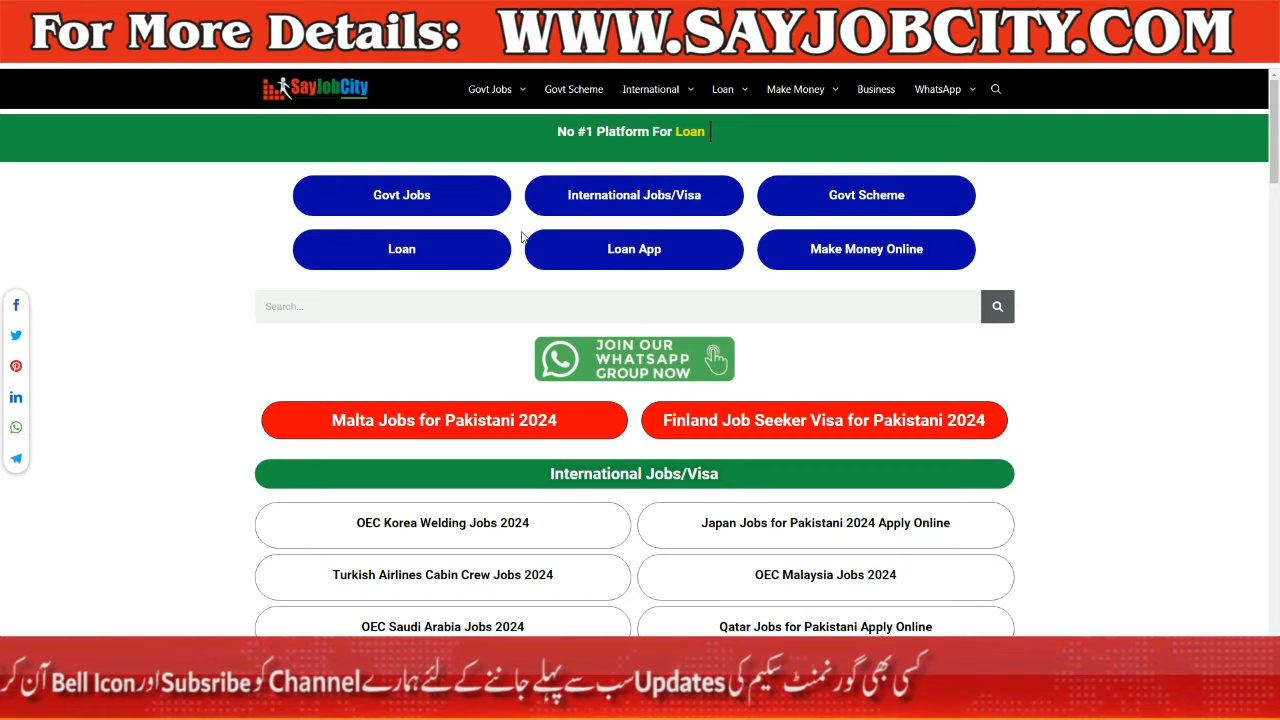 For More Details: WWW.SAYJOBCITY.COM
SayJobCity
Govt Jobs Govt Scheme International Loan Make Money Business WhatsApp
No #1 Platform For Loan
Govt Jobs International Jobs/Visa Govt Scheme
Loan Loan App Make Money Online
Search...
JOIN OUR
WHATSAPP
GROUP NOW
Malta Jobs for Pakistani 2024 Finland Job Seeker Visa for Pakistani 2024
International Jobs/Visa
OEC Korea Welding Jobs 2024 Japan Jobs for Pakistani 2024 Apply Online
Turkish Airlines Cabin Crew Jobs 2024 OEC Malaysia Jobs 2024
OEC Saudi Arabia Jobs 2024 Qatar Jobs for Pakistani Apply Online
کسی بھی گورنمنٹ سکیم کی Updates سب سے پہلے جاننے کے لئے ہمارے Channel کو Subsribe اور Bell Icon آن کر